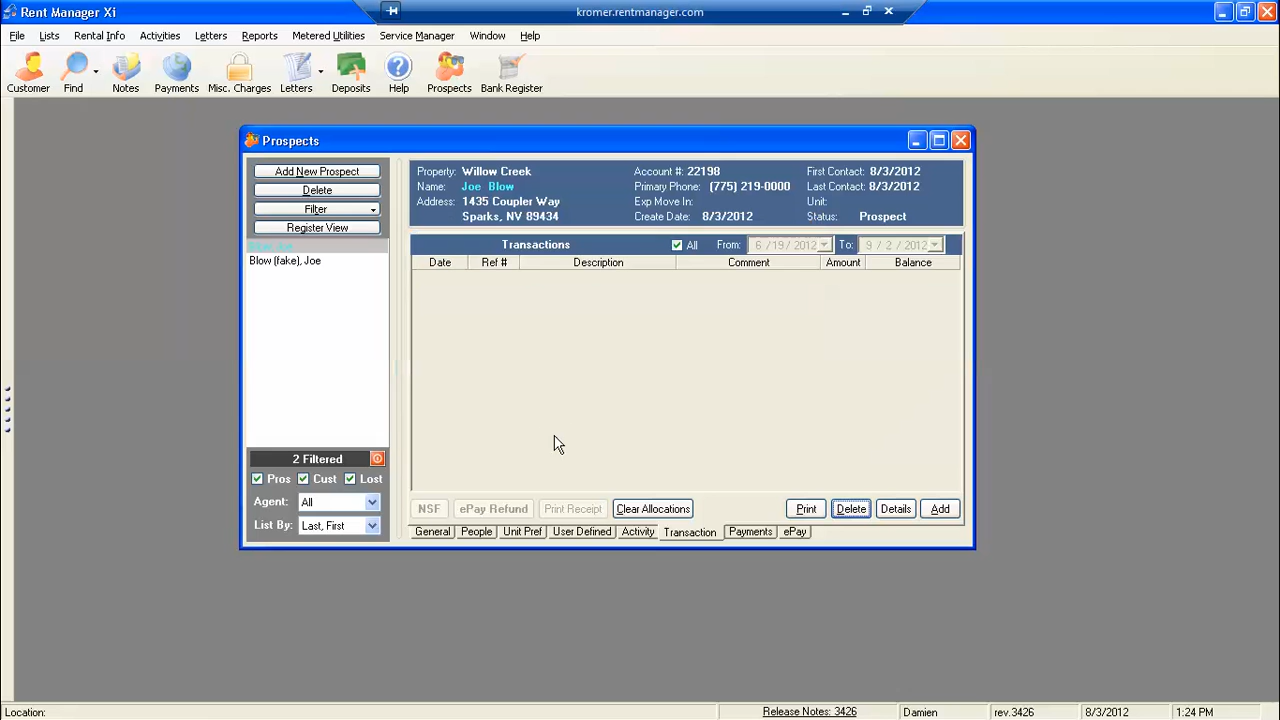 Rent Manager Xi
kromer.rentmanager.com
File Lists Rental Info Activities Letters Reports Metered Utilities Service Manager Window Help
Customer Find Notes Payments Misc. Charges Letters Deposits Help Prospects Bank Register
Prospects
Add New Prospect
Delete
Filter
Register View
Blow, Joe
Blow (fake), Joe
2 Filtered
Pros Cust Lost
Agent: All
List By: Last, First
Property: Willow Creek Account #: 22198 First Contact: 8/3/2012
Name: Joe Blow Primary Phone: (775) 219-0000 Last Contact: 8/3/2012
Address: 1435 Coupler Way Exp Move In: Unit:
Sparks, NV 89434 Create Date: 8/3/2012 Status: Prospect
Transactions All From: 6 /19 / 2012 To: 9 / 2 / 2012
Date Ref # Description Comment Amount Balance
NSF ePay Refund Print Receipt Clear Allocations Print Delete Details Add
General People Unit Pref User Defined Activity Transaction Payments ePay
Location: Release Notes: 3426 Damien rev.3426 8/3/2012 1:24 PM